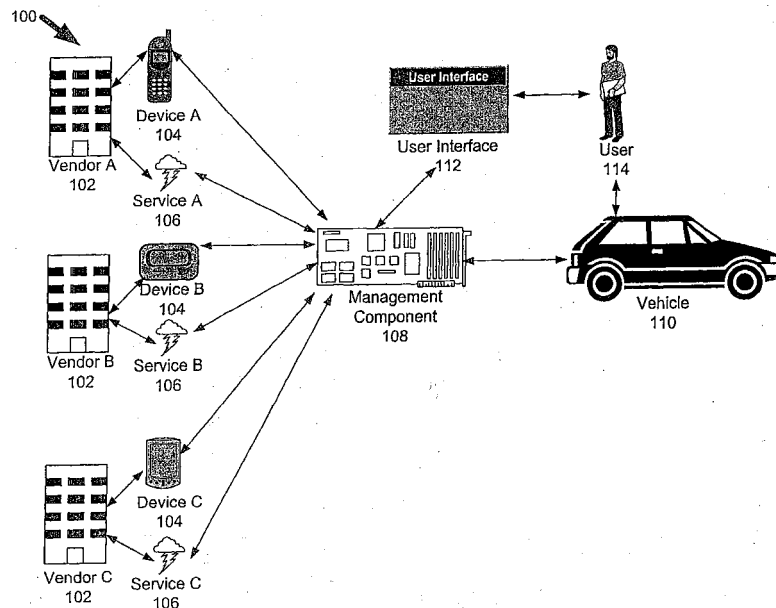 100
Device A
104
Vendor A
102
Service A
106
User Interface
User Interface
112
User
114
Device B
104
Vendor B
102
Service B
106
Management
Component
108
Vehicle
110
Device C
104
Vendor C
102
Service C
106